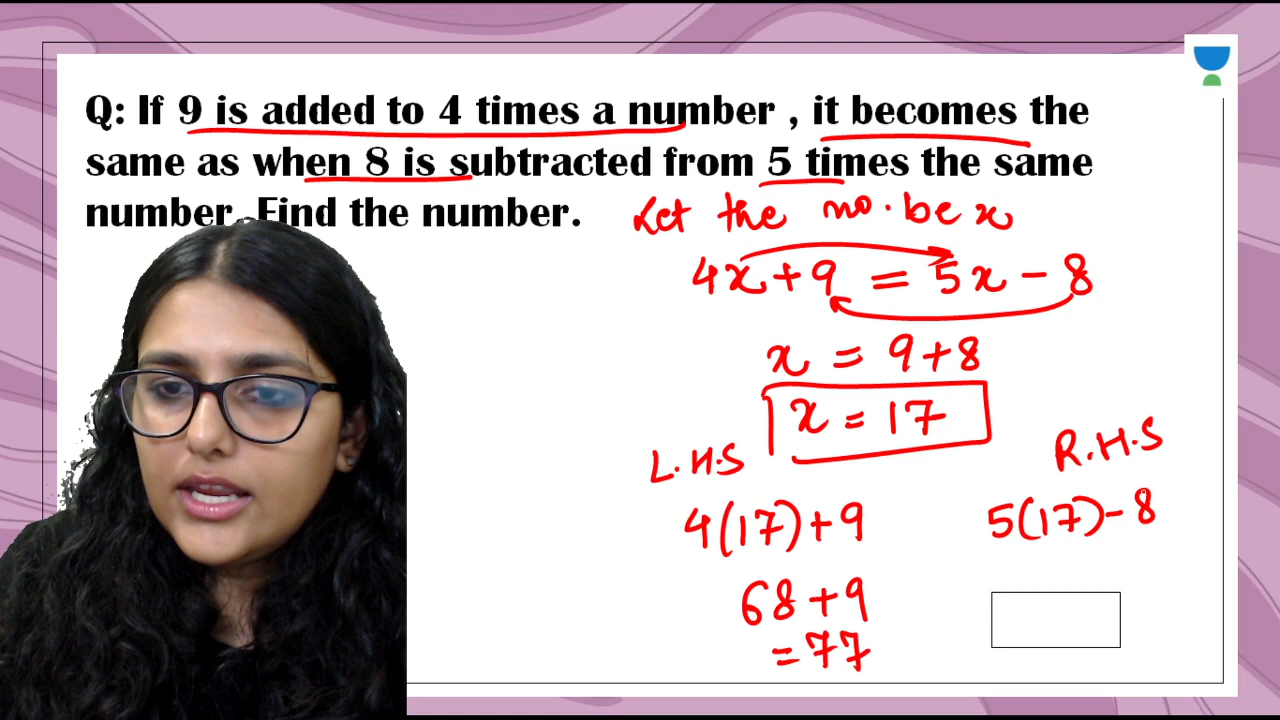 Q: If 9 is added to 4 times a number , it becomes the
same as when 8 is subtracted from 5 times the same
number. Find the number.
Let the no. be x
4x + 9 = 5x - 8
x = 9 + 8
x = 17
L.H.S
R.H.S
4(17) + 9
5(17) - 8
68 + 9
= 77